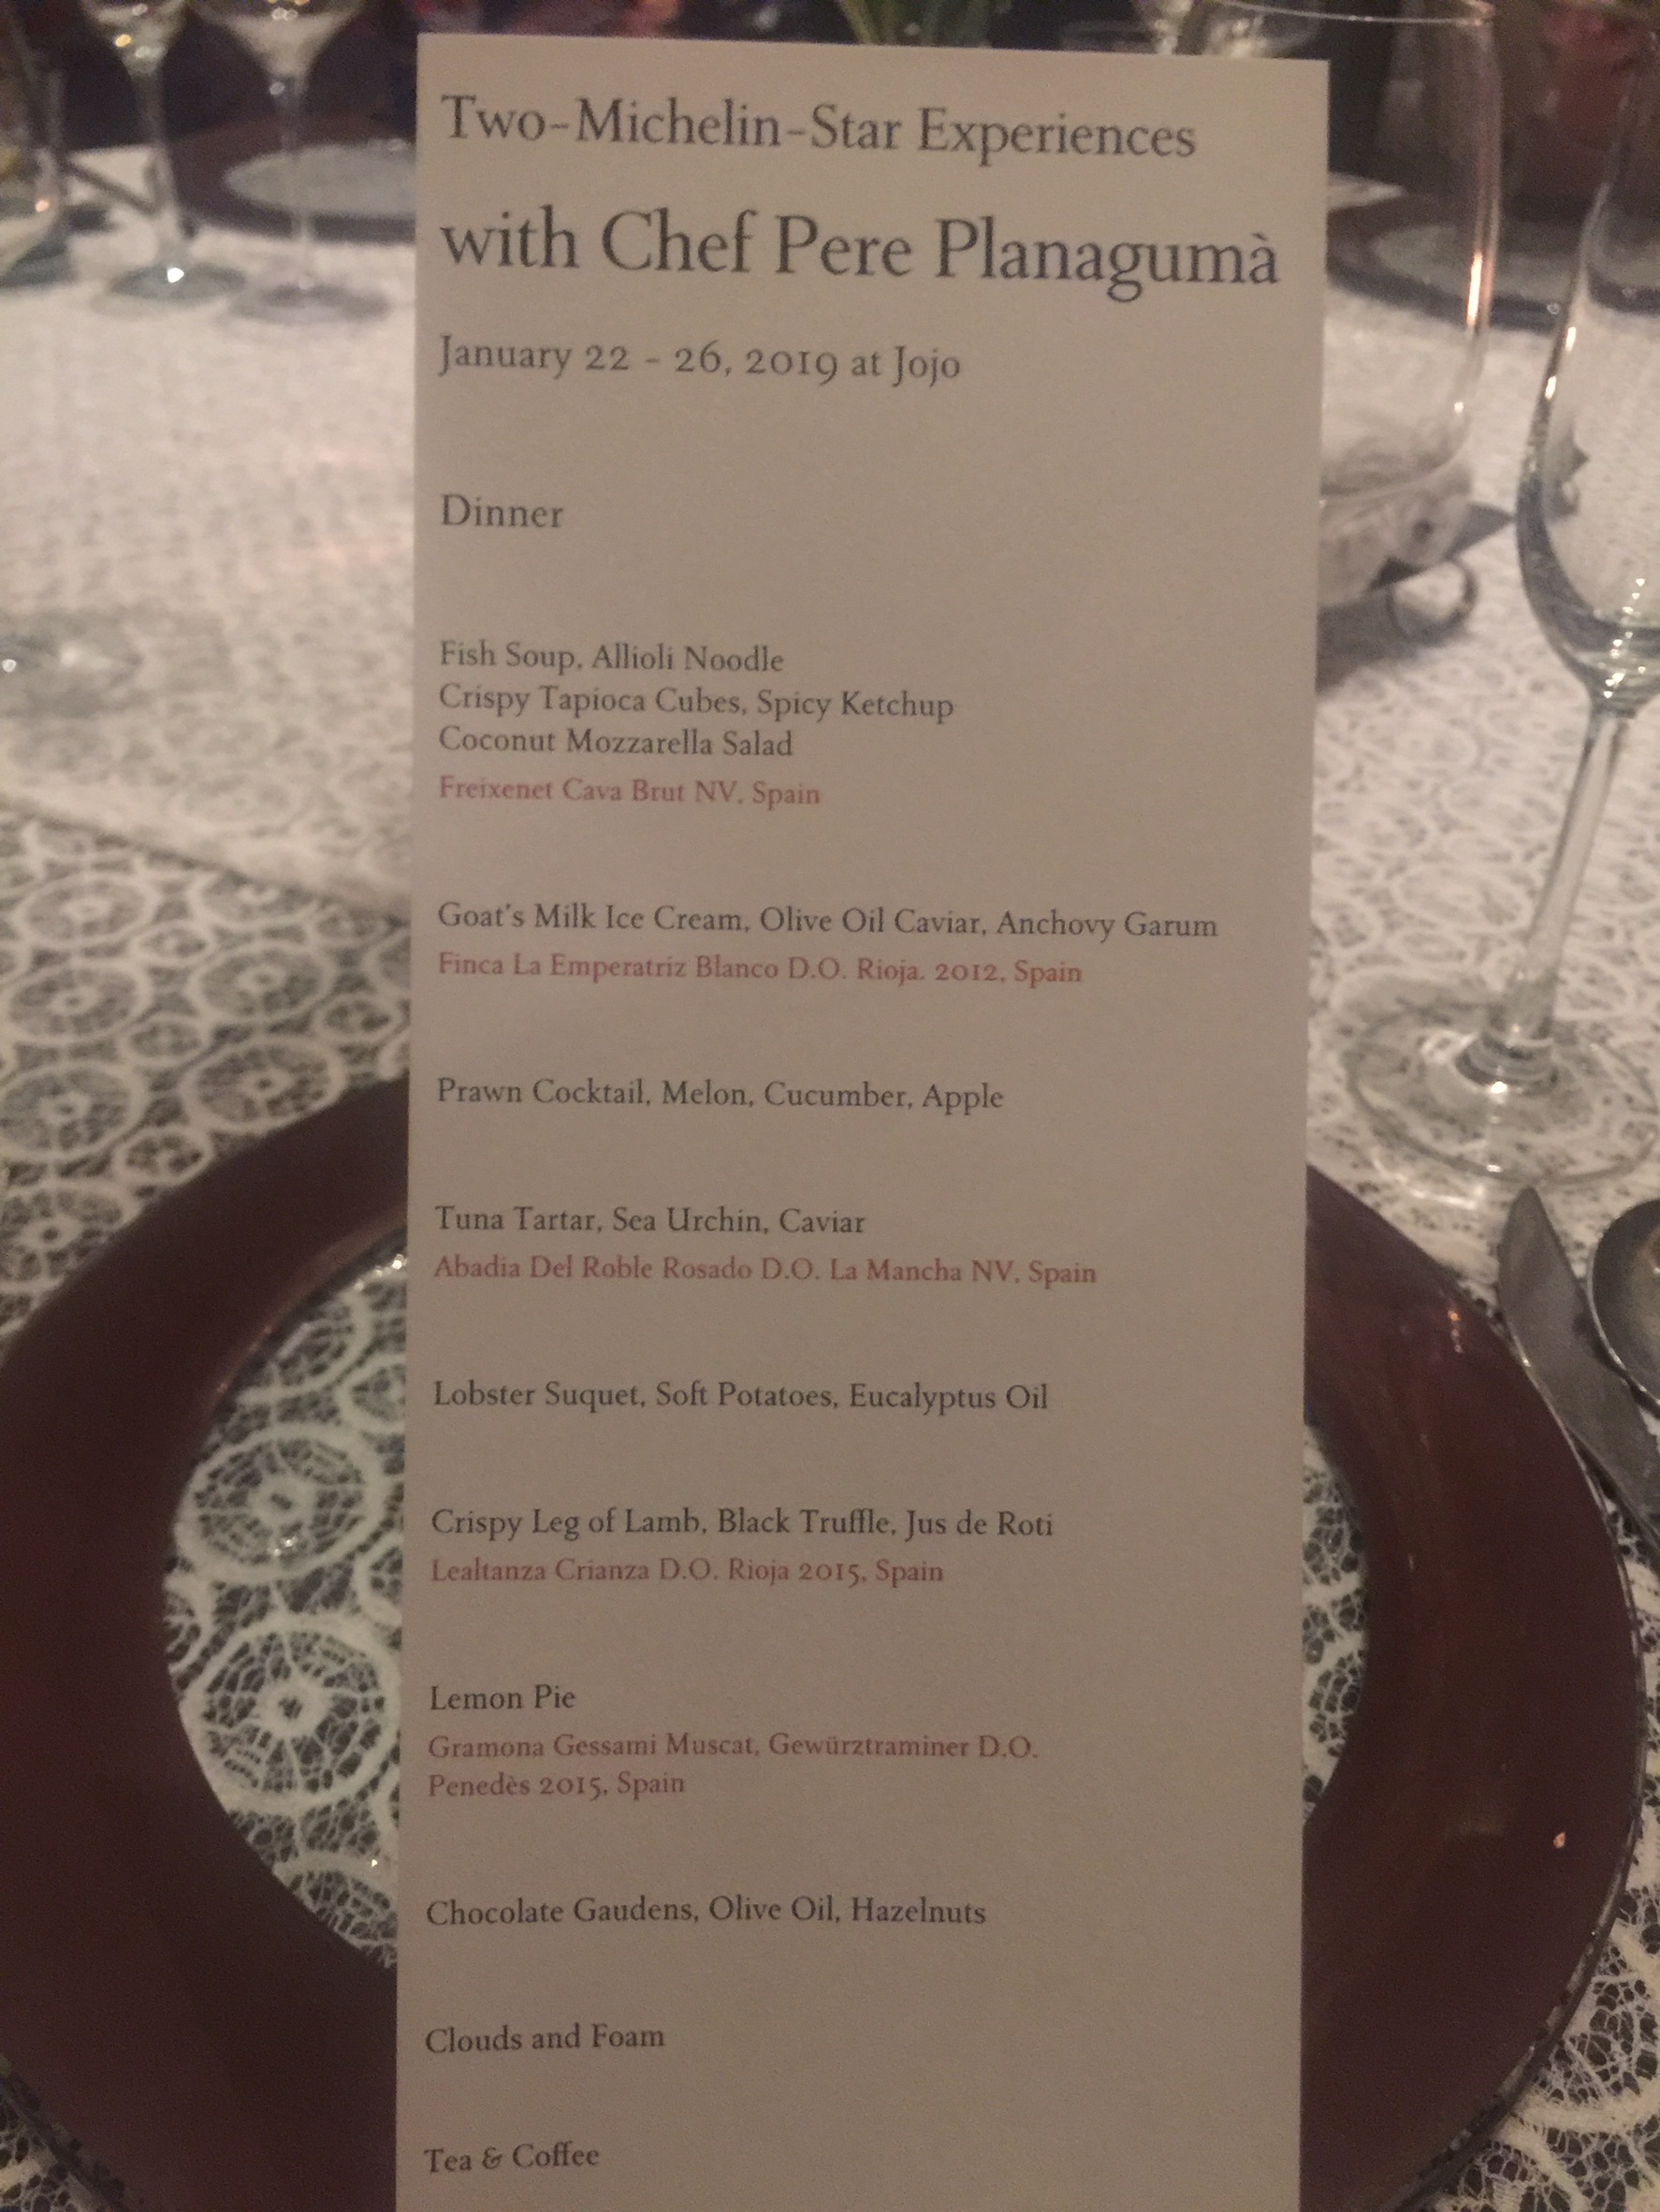 Two-Michelin-Star Experiences
with Chef Pere Planagumà
January 22 - 26, 2019 at Jojo
Dinner
Fish Soup, Allioli Noodle
Crispy Tapioca Cubes, Spicy Ketchup
Coconut Mozzarella Salad
Freixenet Cava Brut NV, Spain
Goat's Milk Ice Cream, Olive Oil Caviar, Anchovy Garum
Finca La Emperatriz Blanco D.O. Rioja. 2012, Spain
Prawn Cocktail, Melon, Cucumber, Apple
Tuna Tartar, Sea Urchin, Caviar
Abadia Del Roble Rosado D.O. La Mancha NV, Spain
Lobster Suquet, Soft Potatoes, Eucalyptus Oil
Crispy Leg of Lamb, Black Truffle, Jus de Roti
Lealtanza Crianza D.O. Rioja 2015, Spain
Lemon Pie
Gramona Gessami Muscat, Gewürztraminer D.O.
Penedès 2015, Spain
Chocolate Gaudens, Olive Oil, Hazelnuts
Clouds and Foam
Tea & Coffee